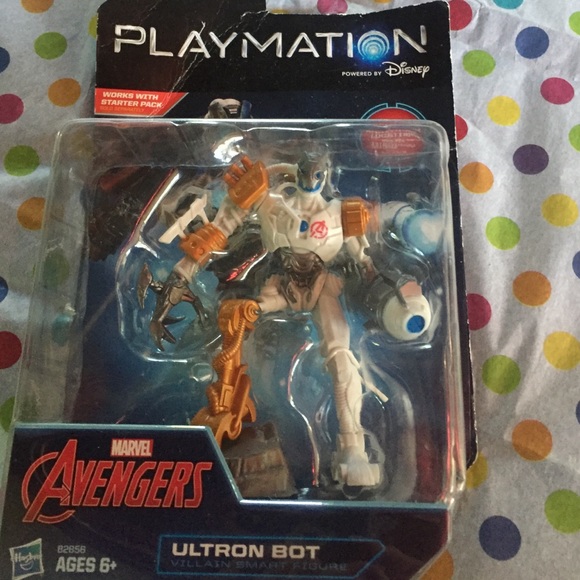 PLAYMATION
POWERED BY Disney
WORKS WITH
STARTER PACK
MARVEL
AVENGERS
Hasbro
B2856
AGES 6+
ULTRON BOT
VILLAIN SMART FIGURE